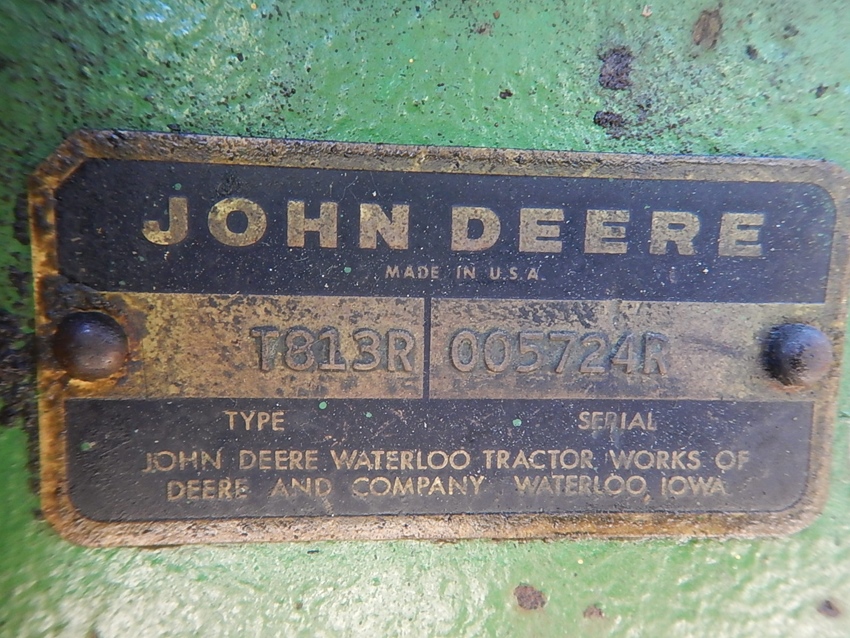 JOHN DEERE
MADE IN U.S.A.
T813R 005724R
TYPE SERIAL
JOHN DEERE WATERLOO TRACTOR WORKS OF
DEERE AND COMPANY WATERLOO, IOWA